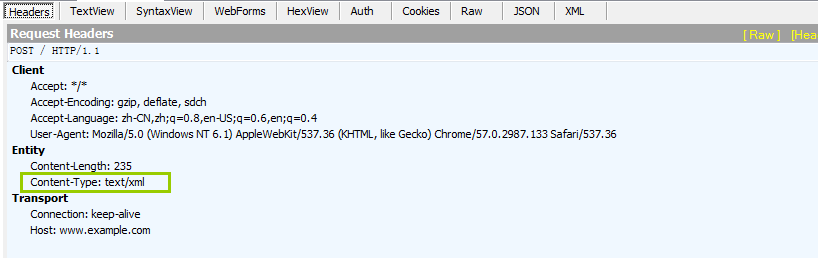 Headers TextView SyntaxView WebForms HexView Auth Cookies Raw JSON XML
Request Headers [ Raw ] [Hea
POST / HTTP/1.1
Client
Accept: */*
Accept-Encoding: gzip, deflate, sdch
Accept-Language: zh-CN,zh;q=0.8,en-US;q=0.6,en;q=0.4
User-Agent: Mozilla/5.0 (Windows NT 6.1) AppleWebKit/537.36 (KHTML, like Gecko) Chrome/57.0.2987.133 Safari/537.36
Entity
Content-Length: 235
Content-Type: text/xml
Transport
Connection: keep-alive
Host: www.example.com